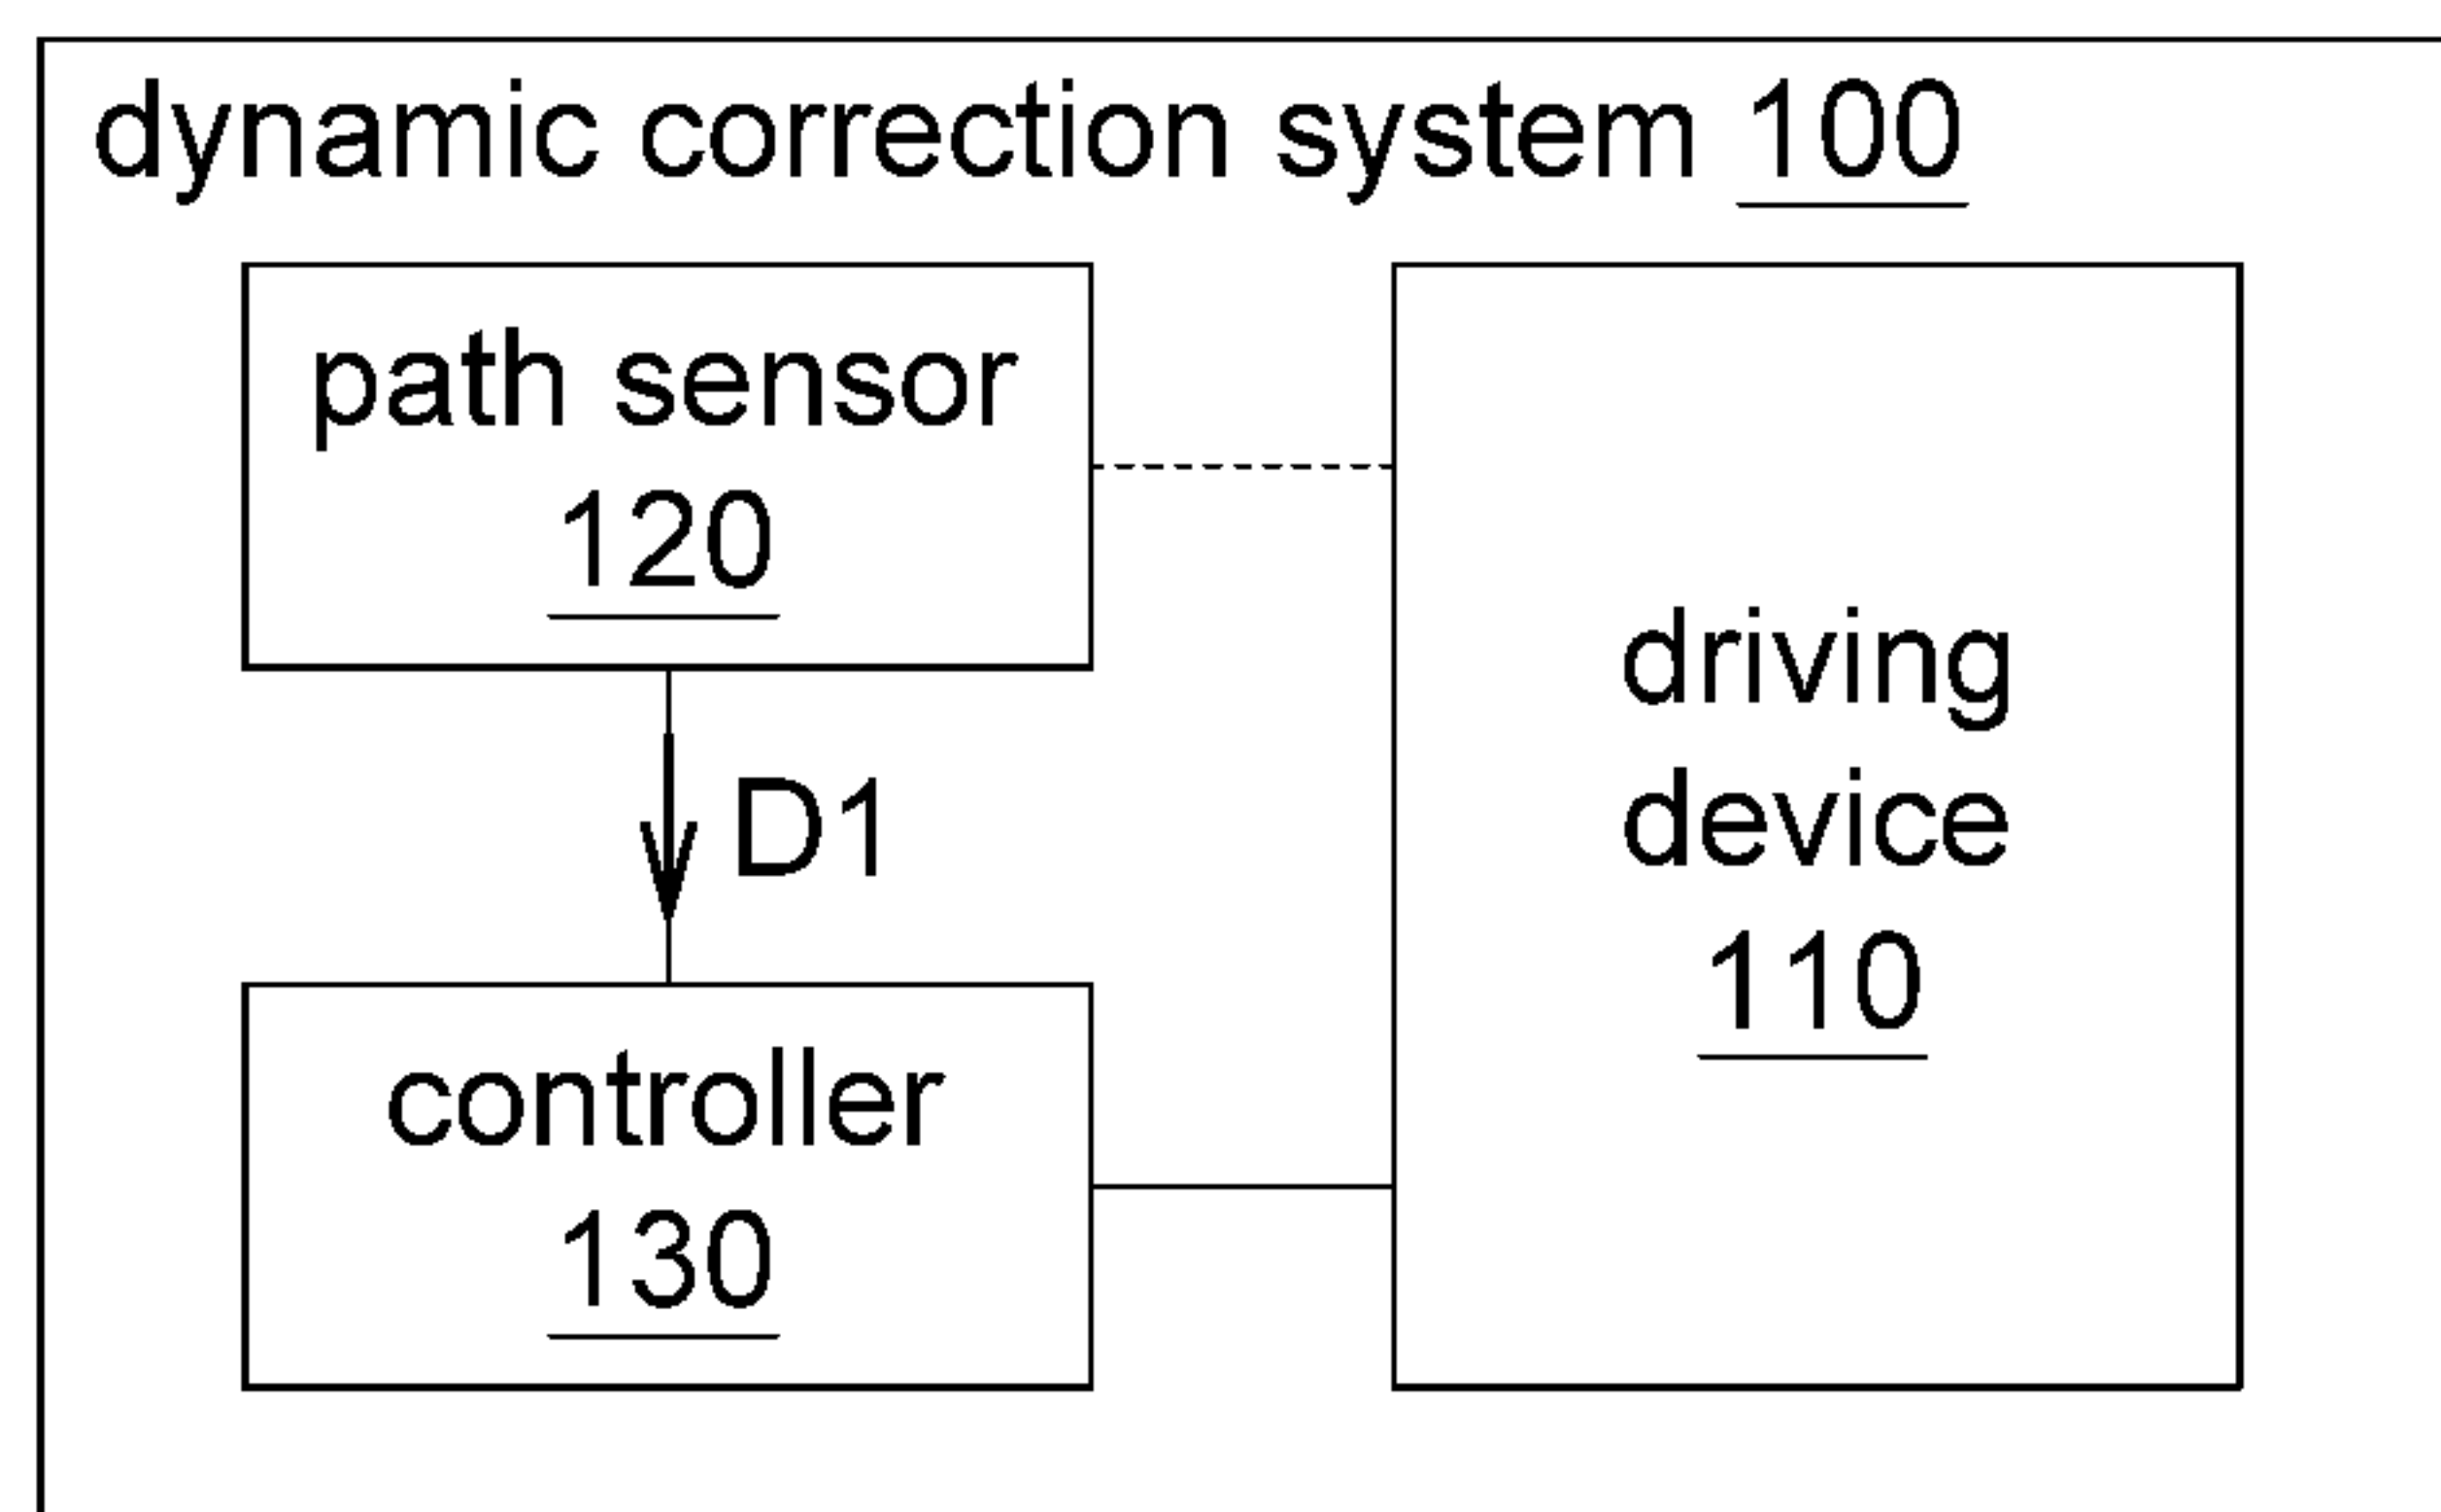 dynamic correction system 100
path sensor
120
D1
controller
130
driving
device
110